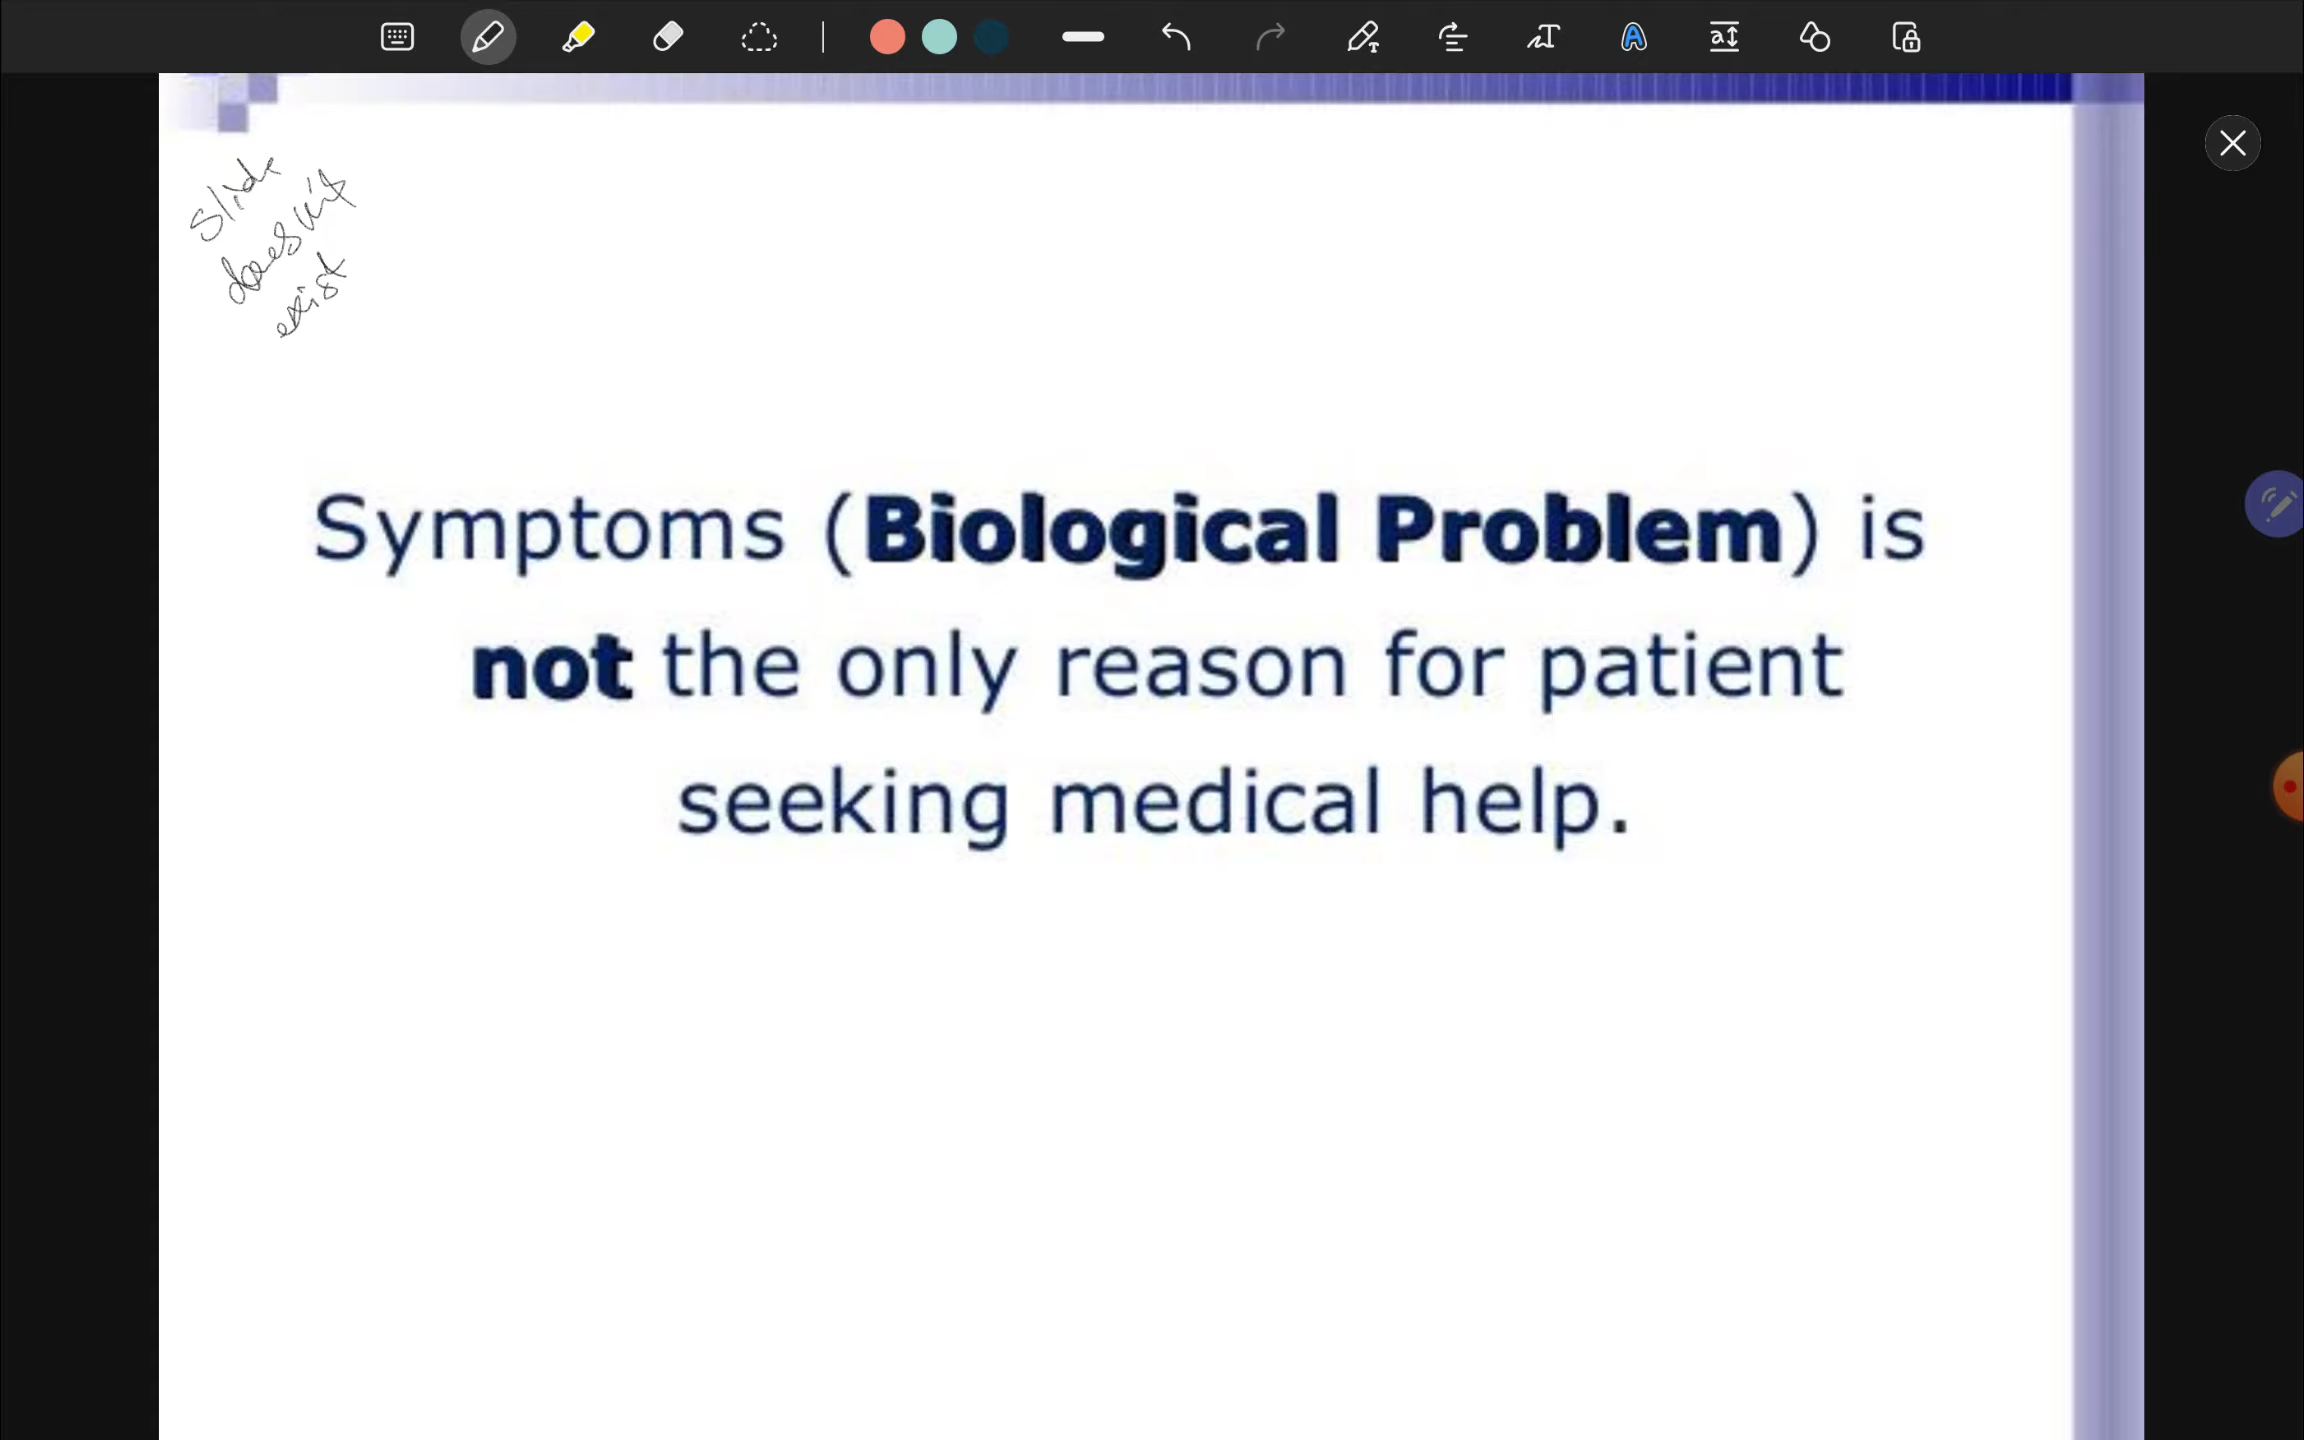 slide
doesn't
exist
Symptoms (Biological Problem) is
not the only reason for patient
seeking medical help.